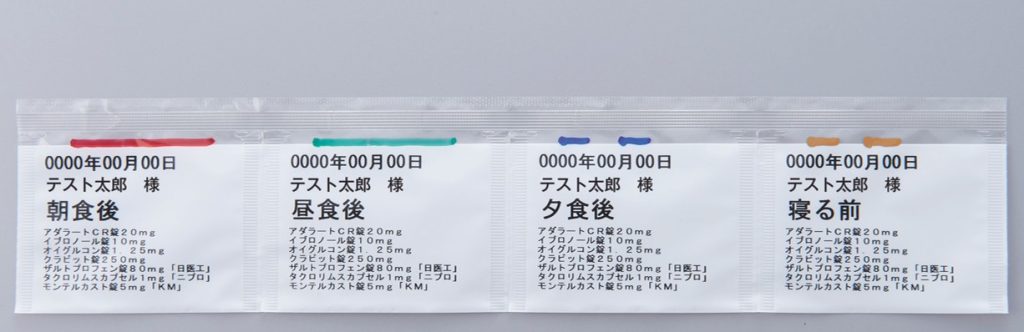 0000年00月00日
テスト太郎 様
朝食後
アダラートCR錠20mg
イブロノール錠10mg
オイグルコン錠1.25mg
クラビット錠250mg
ザルトプロフェン錠80mg「日医工」
タクロリムスカプセル1mg「ニプロ」
モンテルカスト錠5mg「KM」
0000年00月00日
テスト太郎 様
昼食後
アダラートCR錠20mg
イブロノール錠10mg
オイグルコン錠1.25mg
クラビット錠250mg
ザルトプロフェン錠80mg「日医工」
タクロリムスカプセル1mg「ニプロ」
モンテルカスト錠5mg「KM」
0000年00月00日
テスト太郎 様
夕食後
アダラートCR錠20mg
イブロノール錠10mg
オイグルコン錠1.25mg
クラビット錠250mg
ザルトプロフェン錠80mg「日医工」
タクロリムスカプセル1mg「ニプロ」
モンテルカスト錠5mg「KM」
0000年00月00日
テスト太郎 様
寝る前
アダラートCR錠20mg
イブロノール錠10mg
オイグルコン錠1.25mg
クラビット錠250mg
ザルトプロフェン錠80mg「日医工」
タクロリムスカプセル1mg「ニプロ」
モンテルカスト錠5mg「KM」